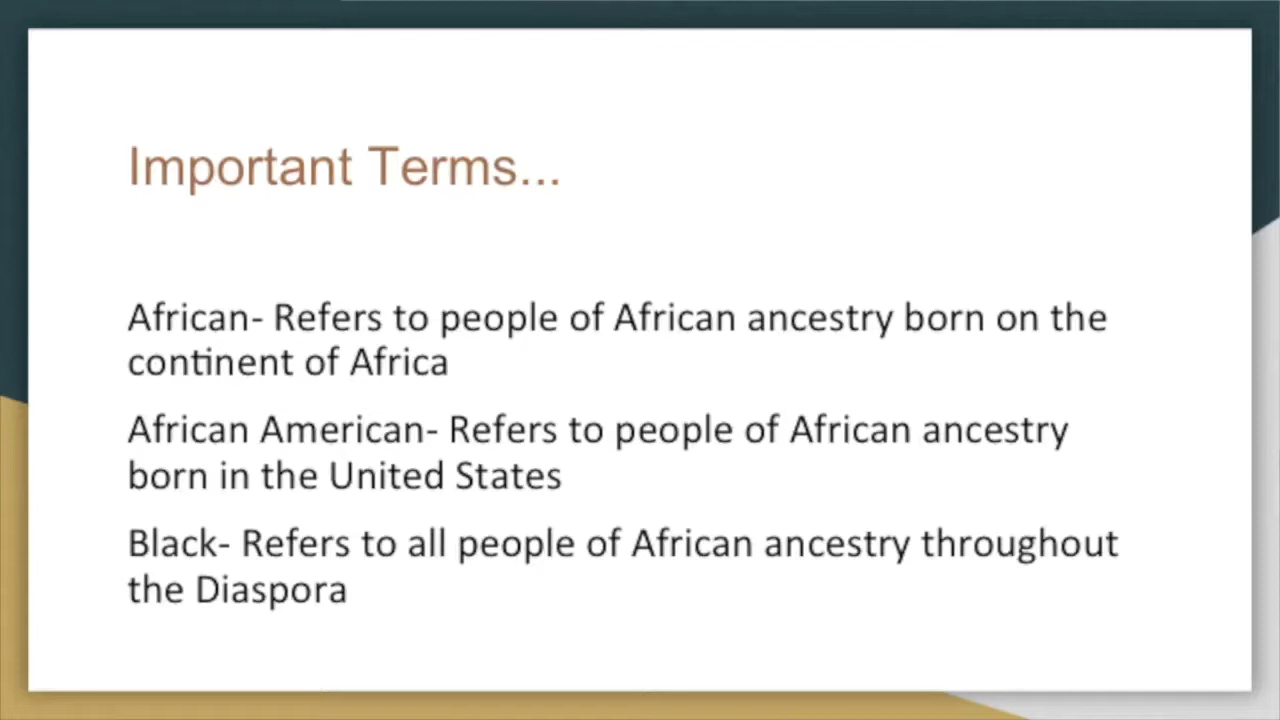 Important Terms...
African- Refers to people of African ancestry born on the
continent of Africa
African American- Refers to people of African ancestry
born in the United States
Black- Refers to all people of African ancestry throughout
the Diaspora